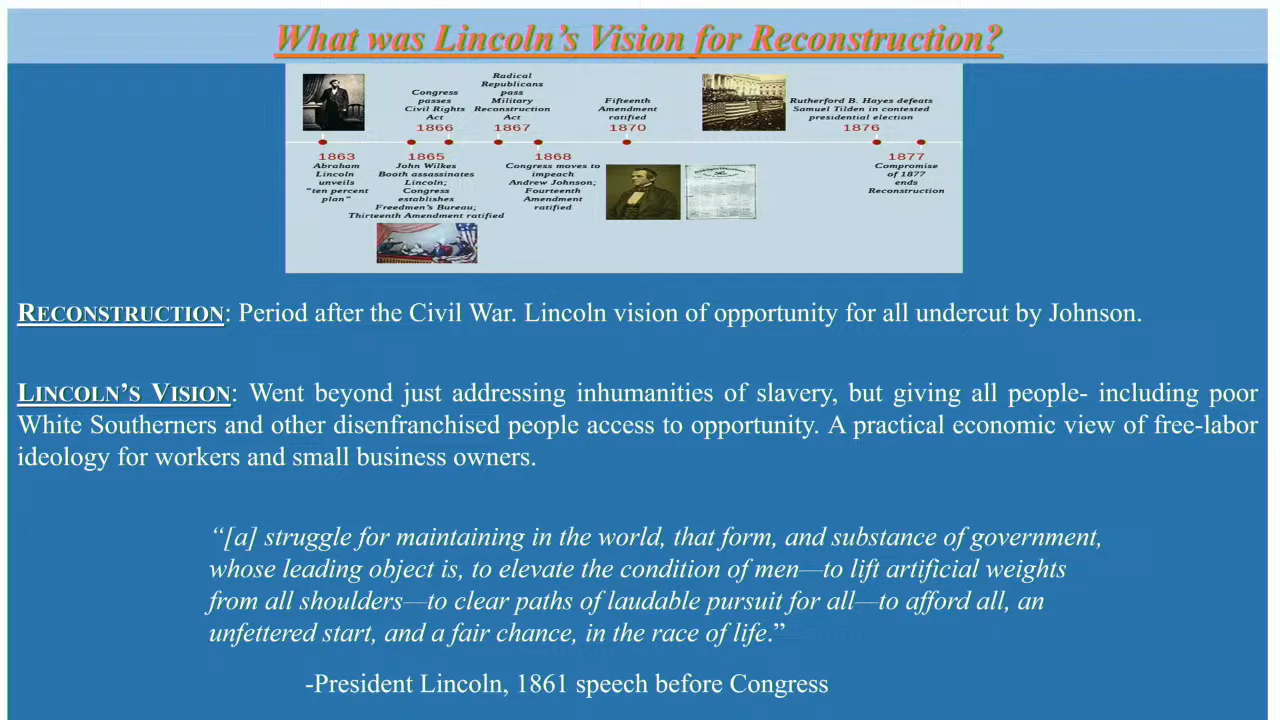 What was Lincoln’s Vision for Reconstruction?
Congress
passes
Civil Rights
Act
1866
Radical
Republicans
pass
Military
Reconstruction
Act
1867
Fifteenth
Amendment
ratified
1870
Rutherford B. Hayes defeats
Samuel Tilden in contested
presidential election
1876
1863
Abraham
Lincoln
unveils
“ten percent
plan”
1865
John Wilkes
Booth assassinates
Lincoln;
Congress
establishes
Freedmen’s Bureau;
Thirteenth Amendment ratified
1868
Congress moves to
impeach
Andrew Johnson;
Fourteenth
Amendment
ratified
1877
Compromise
of 1877
ends
Reconstruction
RECONSTRUCTION: Period after the Civil War. Lincoln vision of opportunity for all undercut by Johnson.
LINCOLN’S VISION: Went beyond just addressing inhumanities of slavery, but giving all people- including poor
White Southerners and other disenfranchised people access to opportunity. A practical economic view of free-labor
ideology for workers and small business owners.
“[a] struggle for maintaining in the world, that form, and substance of government,
whose leading object is, to elevate the condition of men—to lift artificial weights
from all shoulders—to clear paths of laudable pursuit for all—to afford all, an
unfettered start, and a fair chance, in the race of life.”
-President Lincoln, 1861 speech before Congress